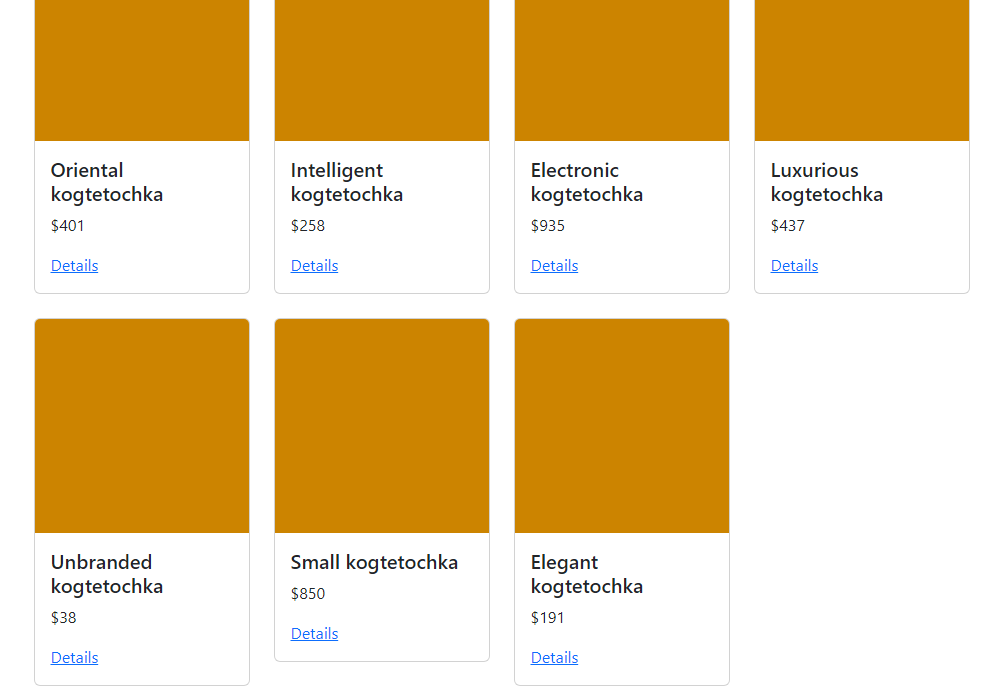 Oriental
kogtetochka
$401
Details
Intelligent
kogtetochka
$258
Details
Electronic
kogtetochka
$935
Details
Luxurious
kogtetochka
$437
Details
Unbranded
kogtetochka
$38
Details
Small kogtetochka
$850
Details
Elegant
kogtetochka
$191
Details